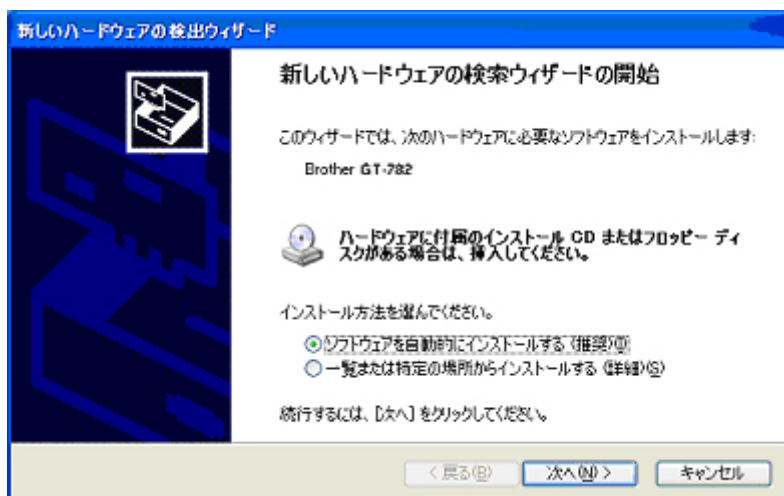 新しいハードウェアの検出ウィザード
新しいハードウェアの検索ウィザードの開始
このウィザードでは、次のハードウェアに必要なソフトウェアをインストールします:
Brother GT-782
ハードウェアに付属のインストール CD またはフロッピー ディ
スクがある場合は、挿入してください。
インストール方法を選んでください。
ソフトウェアを自動的にインストールする (推奨)(I)
一覧または特定の場所からインストールする (詳細)(S)
続行するには、[次へ] をクリックしてください。
< 戻る(B)
次へ(N) >
キャンセル